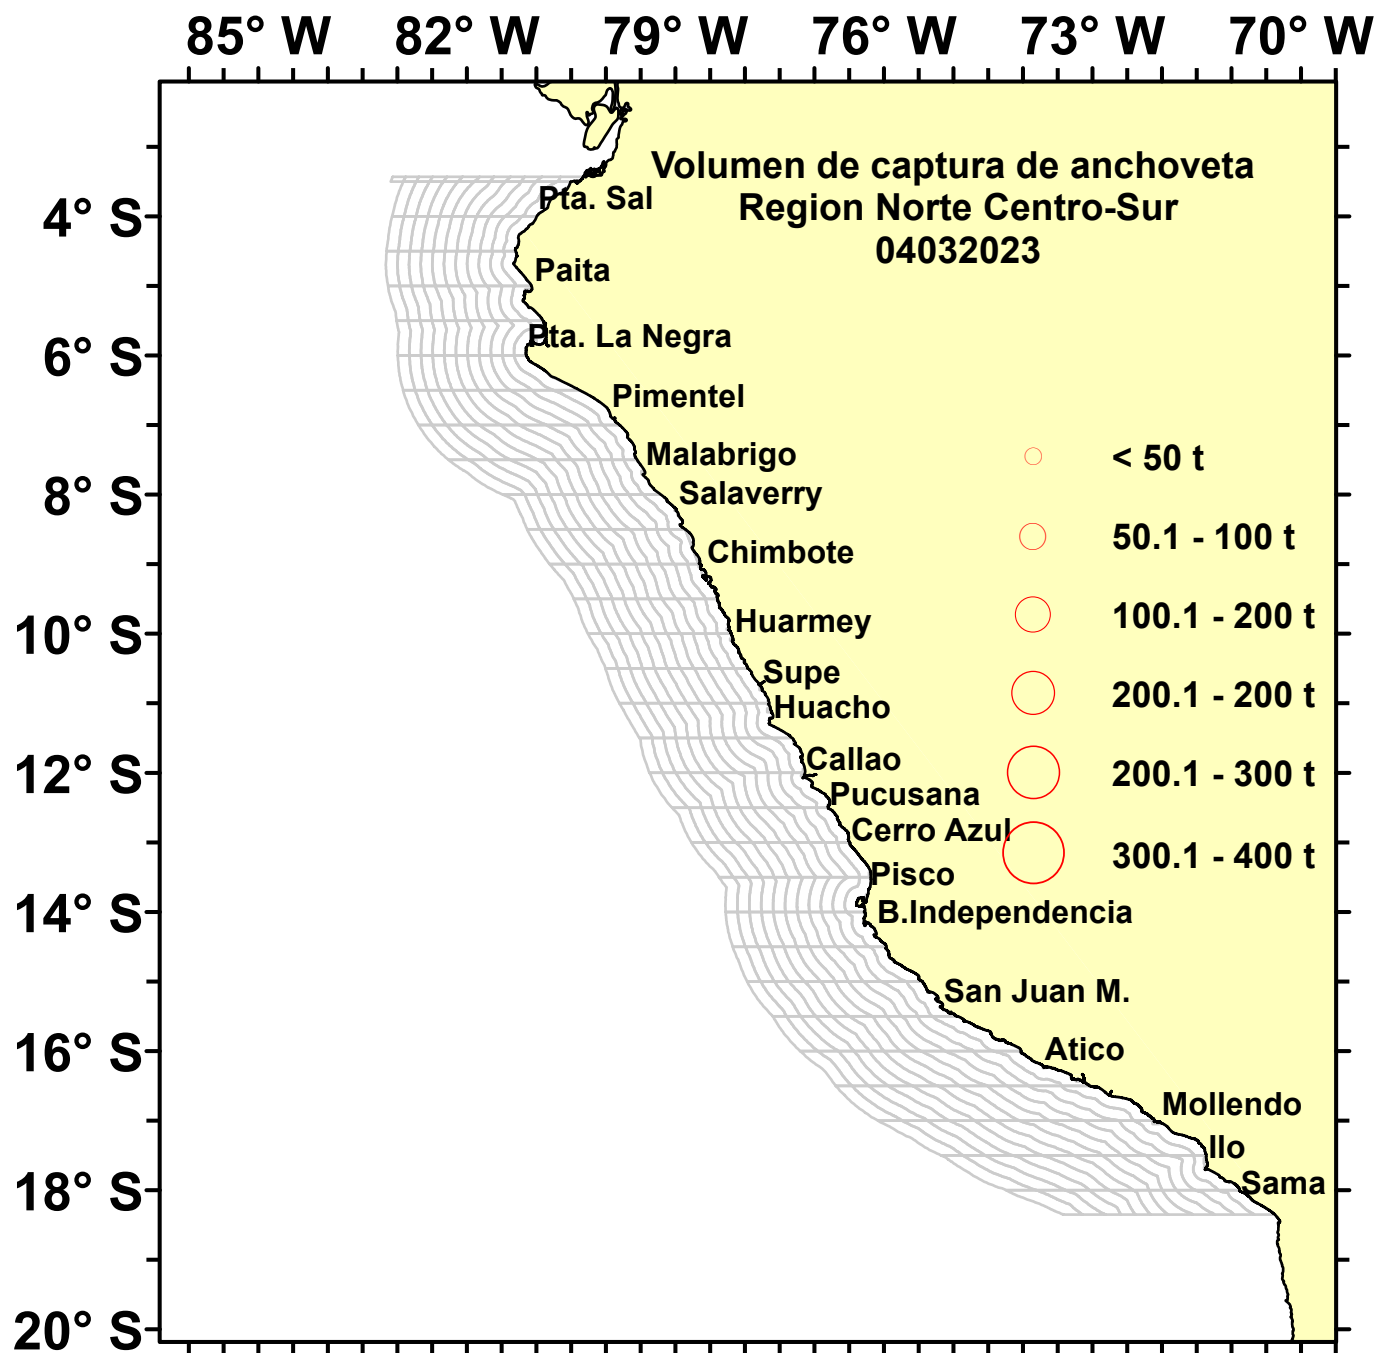 85° W 82° W 79° W 76° W 73° W 70° W
Volumen de captura de anchoveta
Region Norte Centro-Sur
04032023
4° S
6° S
8° S
10° S
12° S
14° S
16° S
18° S
20° S
Pta. Sal
Paita
Pta. La Negra
Pimentel
Malabrigo
Salaverry
Chimbote
Huarmey
Supe
Huacho
Callao
Pucusana
Cerro Azul
Pisco
B.Independencia
San Juan M.
Atico
Mollendo
Ilo
Sama
< 50 t
50.1 - 100 t
100.1 - 200 t
200.1 - 200 t
200.1 - 300 t
300.1 - 400 t